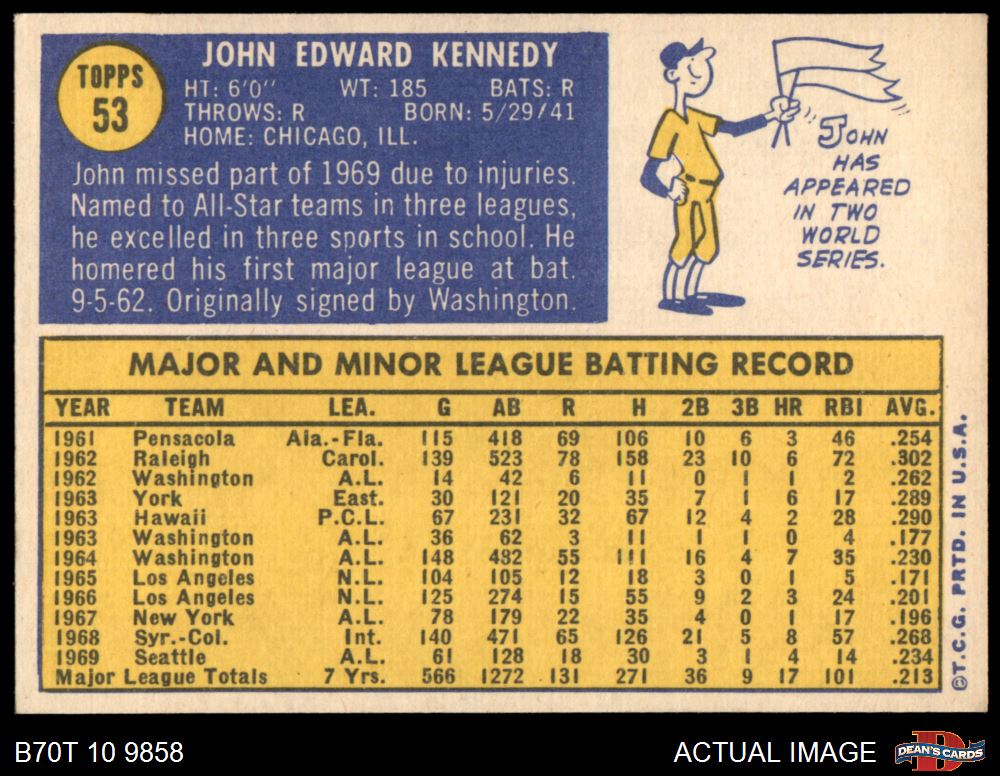 TOPPS
53
JOHN EDWARD KENNEDY
HT: 6'0" WT: 185 BATS: R
THROWS: R BORN: 5/29/41
HOME: CHICAGO, ILL.
John missed part of 1969 due to injuries.
Named to All-Star teams in three leagues,
he excelled in three sports in school. He
homered his first major league at bat.
9-5-62. Originally signed by Washington.
JOHN
HAS
APPEARED
IN TWO
WORLD
SERIES.
MAJOR AND MINOR LEAGUE BATTING RECORD
YEAR TEAM LEA. G AB R H 2B 3B HR RBI AVG.
1961 Pensacola Ala.-Fla. 115 418 69 106 10 6 3 46 .254
1962 Raleigh Carol. 139 523 78 158 23 10 6 72 .302
1962 Washington A.L. 14 42 6 11 0 1 1 2 .262
1963 York East. 30 121 20 35 7 1 6 17 .289
1963 Hawaii P.C.L. 67 231 32 67 12 4 2 28 .290
1963 Washington A.L. 36 62 3 11 1 1 0 4 .177
1964 Washington A.L. 148 482 55 111 16 4 7 35 .230
1965 Los Angeles N.L. 104 105 12 18 3 0 1 5 .171
1966 Los Angeles N.L. 125 274 15 55 9 2 3 24 .201
1967 New York A.L. 78 179 22 35 4 0 1 17 .196
1968 Syr.-Col. Int. 140 471 65 126 21 5 8 57 .268
1969 Seattle A.L. 61 128 18 30 3 1 4 14 .234
Major League Totals 7 Yrs. 566 1272 131 271 36 9 17 101 .213
©T.C.G. PRTD. IN U.S.A.
B70T 10 9858
ACTUAL IMAGE
DEAN'S CARDS